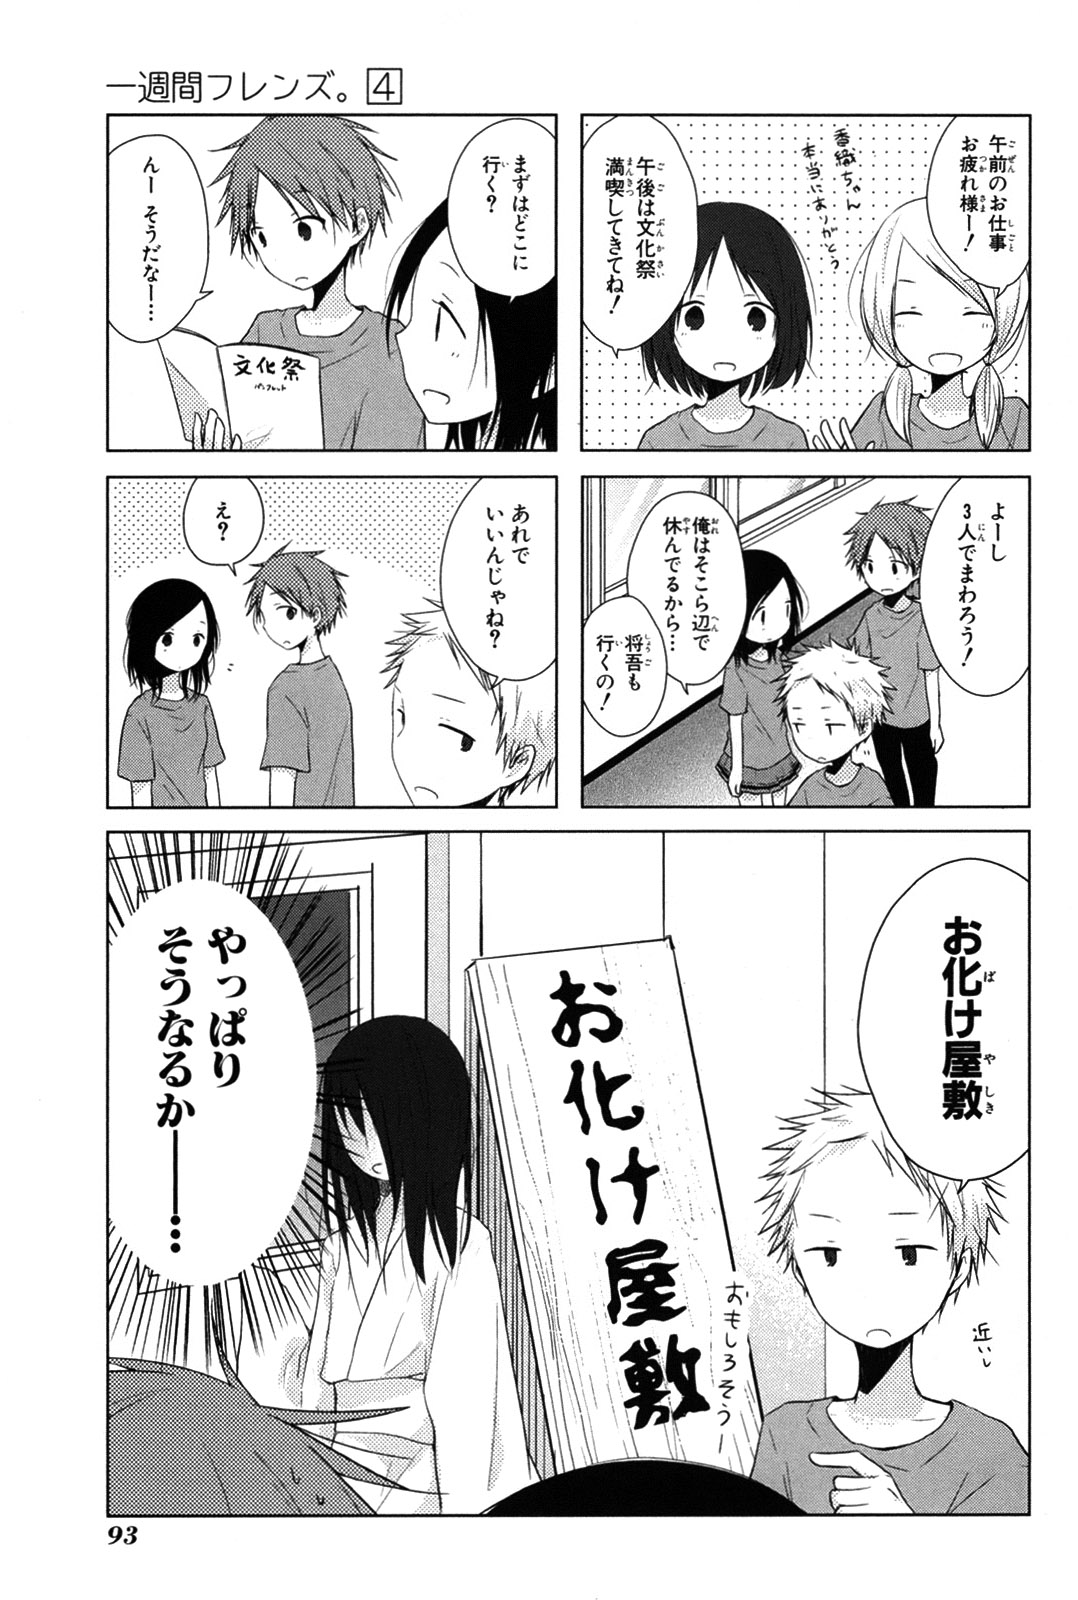 一週間フレンズ。4
午前のお仕事
お疲れ様ー!
香織ちゃん
本当にありがとう
午後は文化祭
満喫してきてね!
まずはどこに
行く?
んー そうだなー…
文化祭
パンフレット
よーし
3人でまわろう!
俺はそこら辺で
休んでるから…
将吾も
行くの!
あれで
いいんじゃね?
え?
お化け屋敷
近いし
お化け屋敷
おもしろそうー
やっぱり
そうなるか――…
93